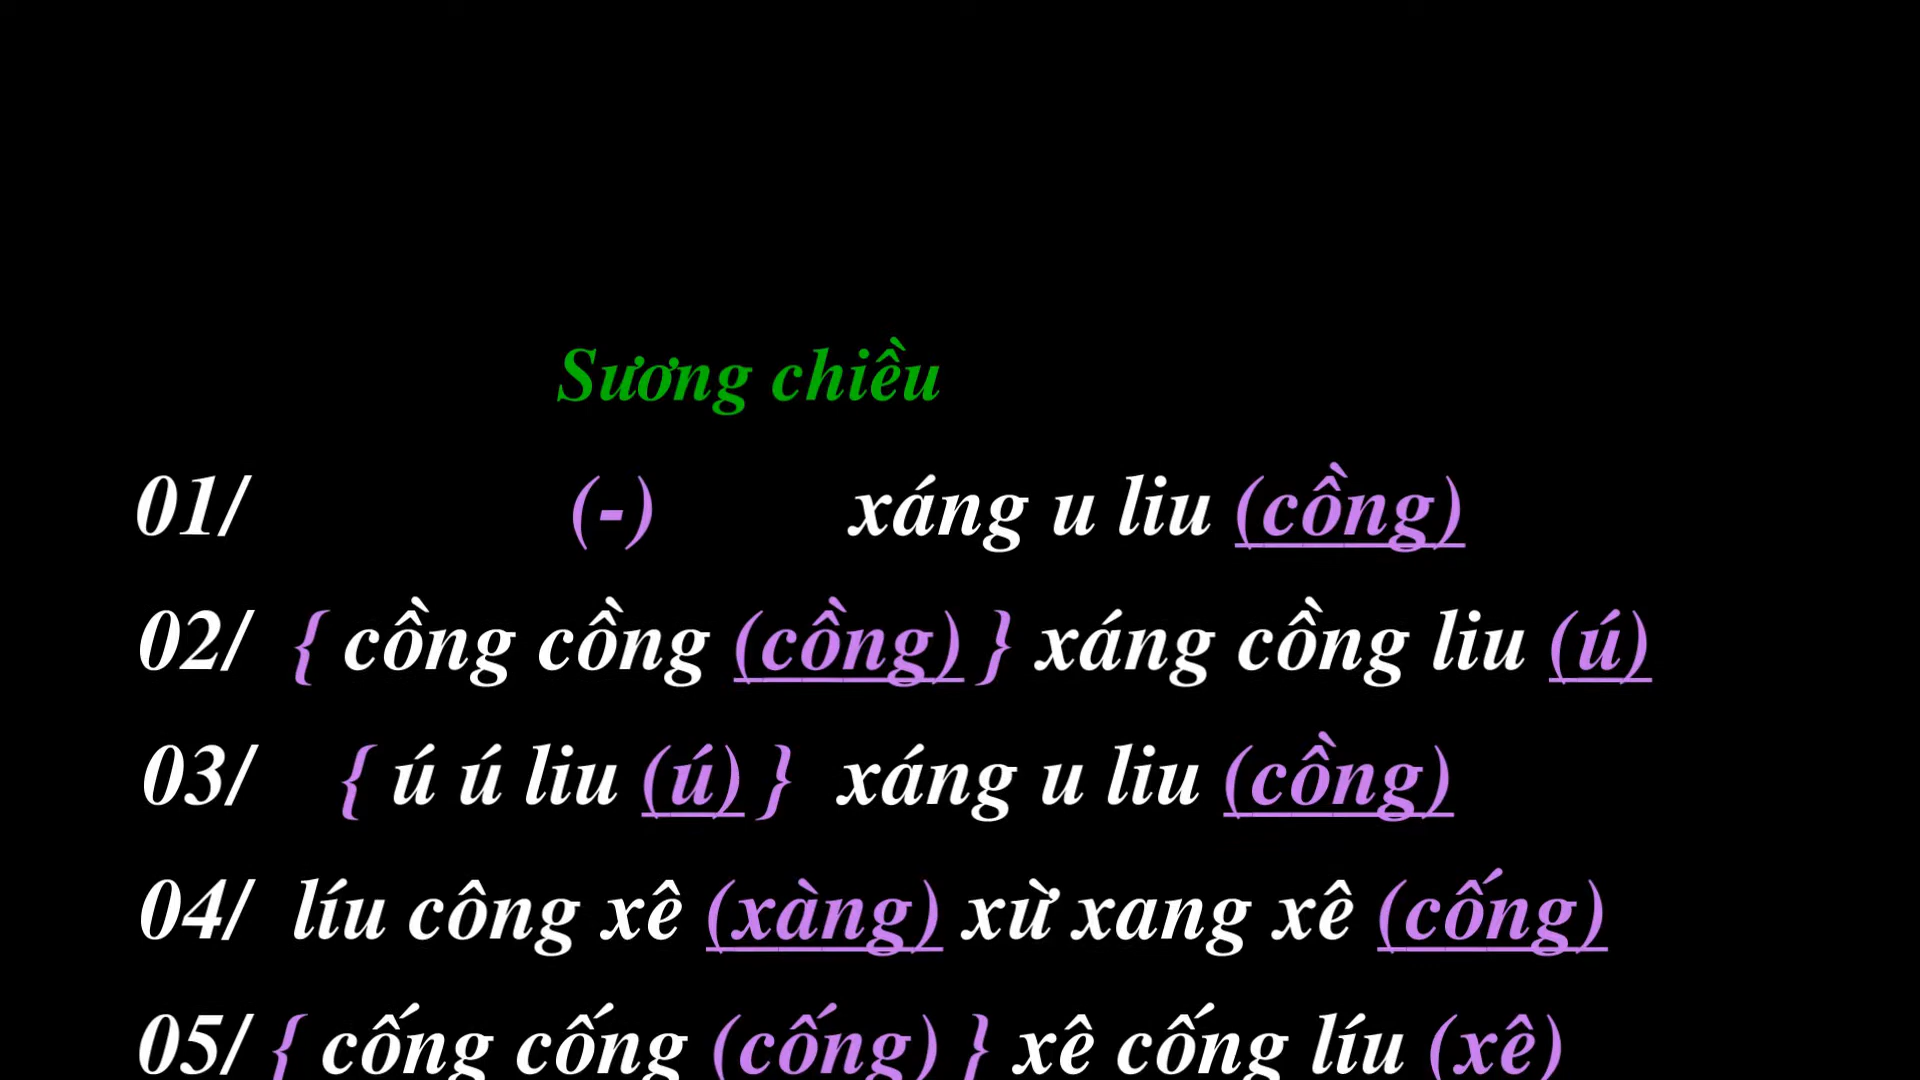 Sương chiều
01/ (-) xáng u liu (cồng)
02/ { cồng cồng (cồng) } xáng cồng liu (ú)
03/ { ú ú liu (ú) } xáng u liu (cồng)
04/ líu công xê (xàng) xừ xang xê (cống)
05/ { cống cống (cống) } xê cống líu (xê)